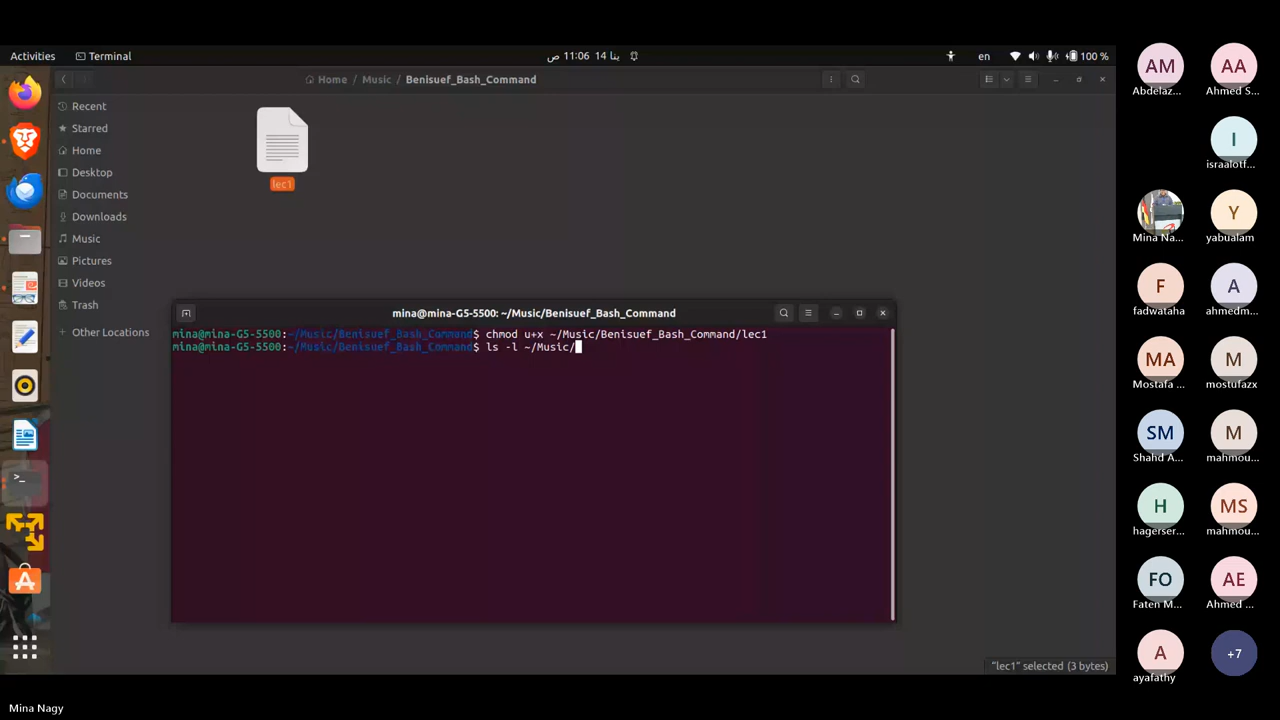 Activities
Terminal
ص 11:06 14 ينا
en
100 %
Home / Music / Benisuef_Bash_Command
Recent
Starred
Home
Desktop
Documents
Downloads
Music
Pictures
Videos
Trash
+ Other Locations
lec1
mina@mina-G5-5500: ~/Music/Benisuef_Bash_Command
mina@mina-G5-5500:~/Music/Benisuef_Bash_Command$ chmod u+x ~/Music/Benisuef_Bash_Command/lec1
mina@mina-G5-5500:~/Music/Benisuef_Bash_Command$ ls -l ~/Music/
>_
A
"lec1" selected (3 bytes)
AM
Abdelaz...
AA
Ahmed S...
I
israalotf...
Mina Na...
Y
yabualam
F
fadwataha
A
ahmedm...
MA
Mostafa ...
M
mostufazx
SM
Shahd A...
M
mahmou...
H
hagerser...
MS
mahmou...
FO
Faten M...
AE
Ahmed ...
A
ayafathy
+7
Mina Nagy